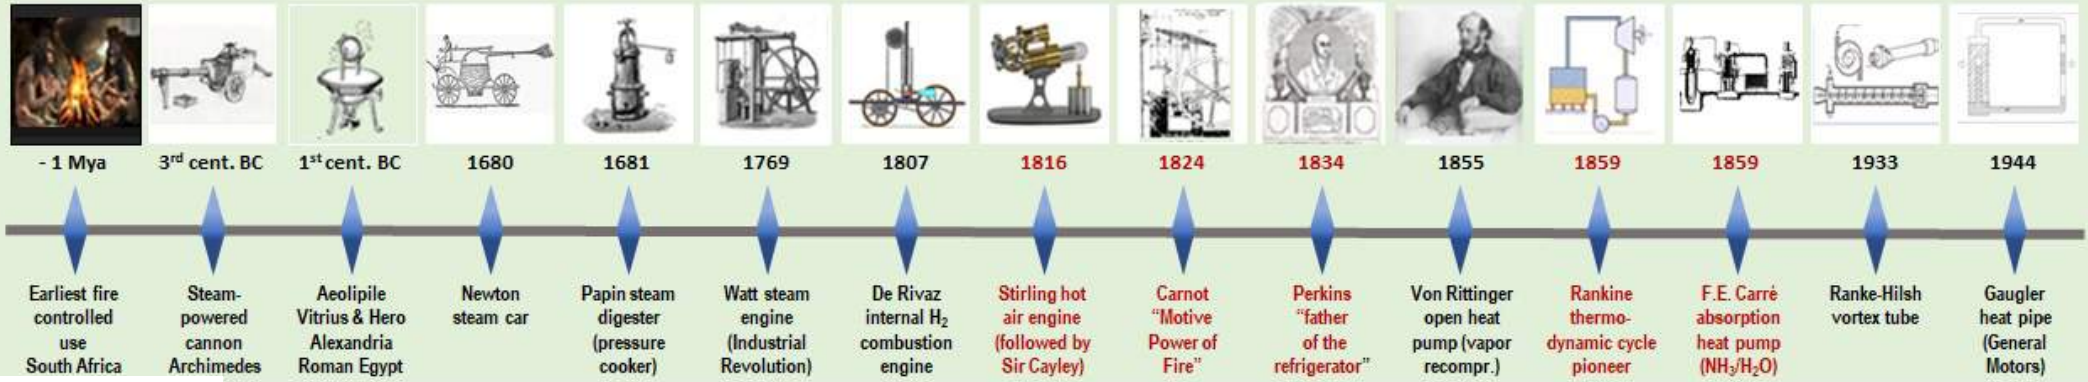 - 1 Mya
3rd cent. BC
1st cent. BC
1680
1681
1769
1807
1816
1824
1834
1855
1859
1859
1933
1944
Earliest fire
controlled
use
South Africa
Steam-
powered
cannon
Archimedes
Aeolipile
Vitrius & Hero
Alexandria
Roman Egypt
Newton
steam car
Papin steam
digester
(pressure
cooker)
Watt steam
engine
(Industrial
Revolution)
De Rivaz
internal H₂
combustion
engine
Stirling hot
air engine
(followed by
Sir Cayley)
Carnot
“Motive
Power of
Fire”
Perkins
“father
of the
refrigerator”
Von Rittinger
open heat
pump (vapor
recompr.)
Rankine
thermo-
dynamic cycle
pioneer
F.E. Carré
absorption
heat pump
(NH₃/H₂O)
Ranke-Hilsh
vortex tube
Gaugler
heat pipe
(General
Motors)